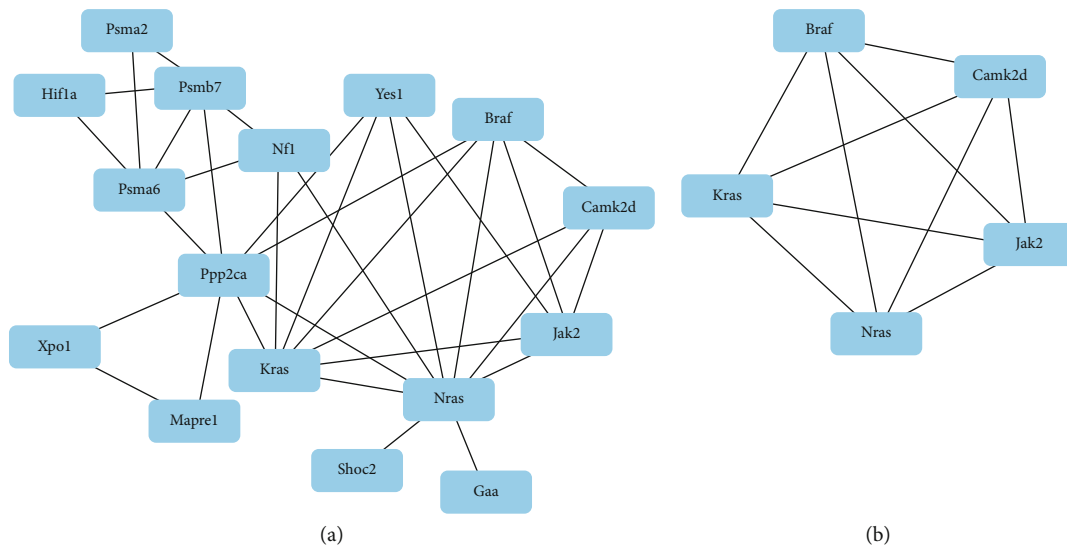 Psma2
Hif1a
Psmb7
Yes1
Braf
Nf1
Psma6
Camk2d
Ppp2ca
Xpo1
Jak2
Kras
Nras
Mapre1
Shoc2
Gaa
(a)
Braf
Camk2d
Kras
Jak2
Nras
(b)